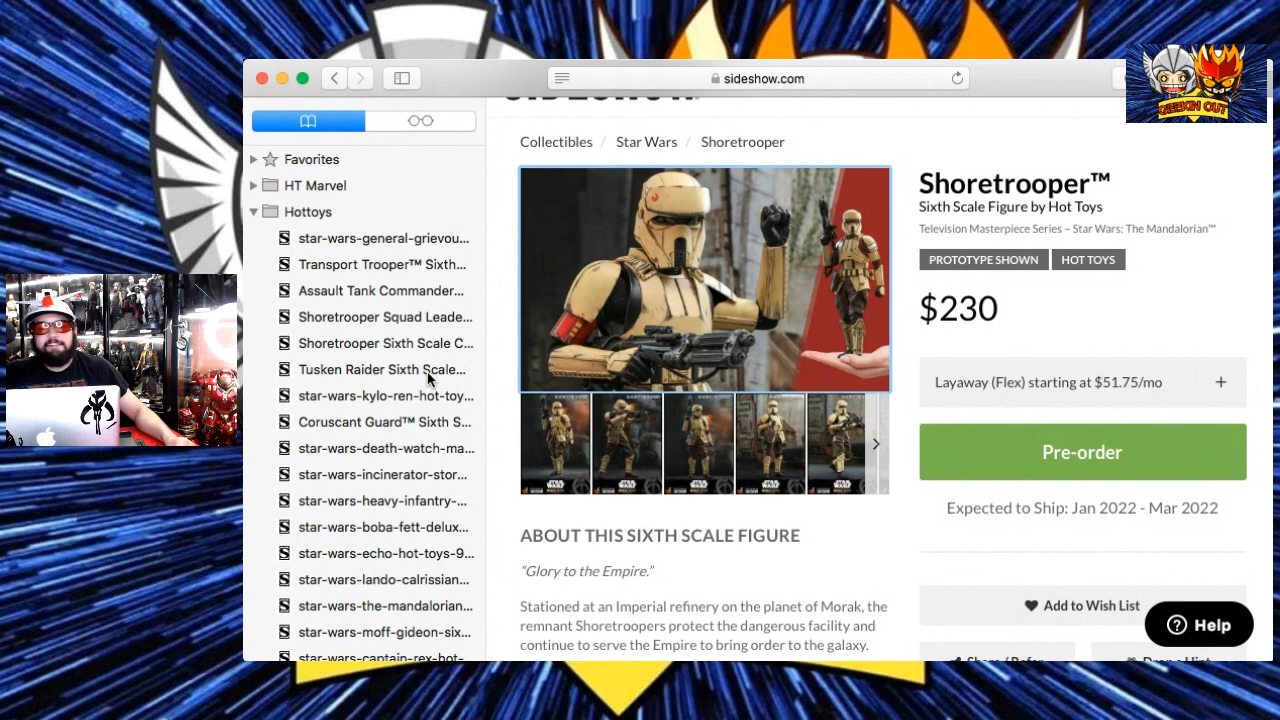 sideshow.com
GEEKIN OUT
Favorites
HT Marvel
Hottoys
star-wars-general-grievou...
Transport Trooper™ Sixth...
Assault Tank Commander...
Shoretrooper Squad Leade...
Shoretrooper Sixth Scale C...
Tusken Raider Sixth Scale...
star-wars-kylo-ren-hot-toy...
Coruscant Guard™ Sixth S...
star-wars-death-watch-ma...
star-wars-incinerator-stor...
star-wars-heavy-infantry-...
star-wars-boba-fett-delux...
star-wars-echo-hot-toys-9...
star-wars-lando-calrissian...
star-wars-the-mandalorian...
star-wars-moff-gideon-six...
star-wars-captain-rex-hot-
Collectibles / Star Wars / Shoretrooper
Shoretrooper™
Sixth Scale Figure by Hot Toys
Television Masterpiece Series – Star Wars: The Mandalorian™
PROTOTYPE SHOWN HOT TOYS
$230
Layaway (Flex) starting at $51.75/mo +
Pre-order
Expected to Ship: Jan 2022 - Mar 2022
Add to Wish List
Help
ABOUT THIS SIXTH SCALE FIGURE
“Glory to the Empire.”
Stationed at an Imperial refinery on the planet of Morak, the
remnant Shoretroopers protect the dangerous facility and
continue to serve the Empire to bring order to the galaxy.